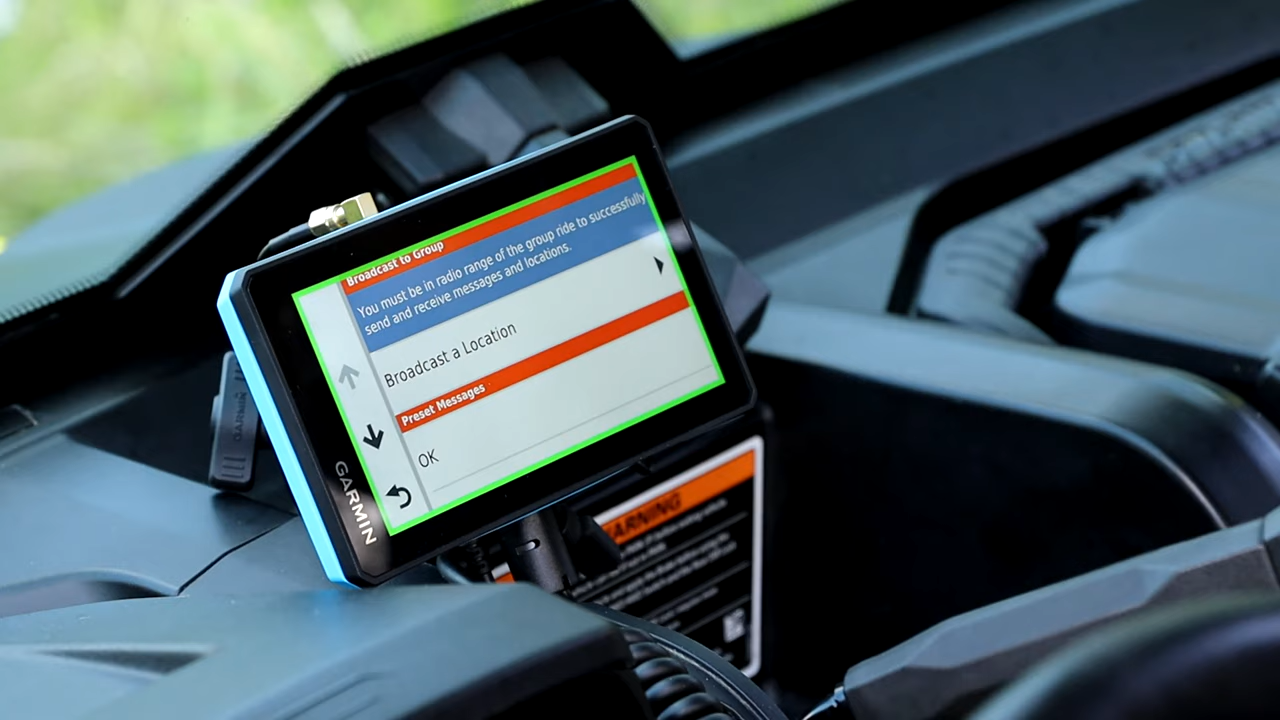 Broadcast to Group
You must be in radio range of the group ride to successfully
send and receive messages and locations.
Broadcast a Location
Preset Messages
OK
GARMIN
GARMIN
WARNING